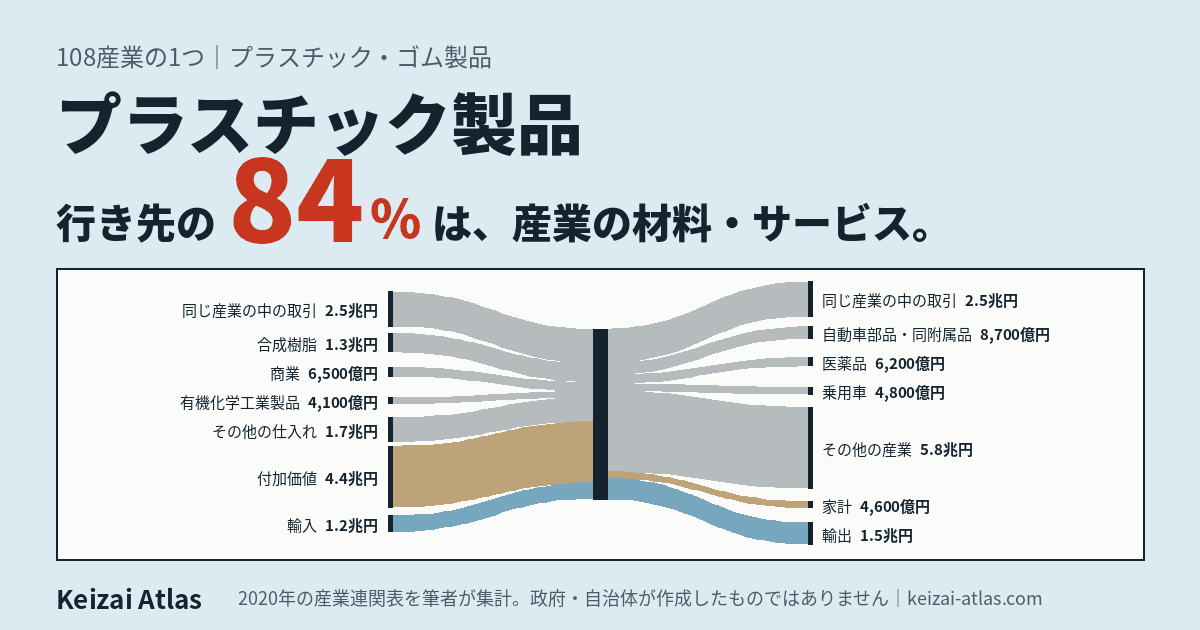 108産業の1つ｜プラスチック・ゴム製品
プラスチック製品
行き先の 84% は、産業の材料・サービス。
同じ産業の中の取引 2.5兆円
合成樹脂 1.3兆円
商業 6,500億円
有機化学工業製品 4,100億円
その他の仕入れ 1.7兆円
付加価値 4.4兆円
輸入 1.2兆円
同じ産業の中の取引 2.5兆円
自動車部品・同附属品 8,700億円
医薬品 6,200億円
乗用車 4,800億円
その他の産業 5.8兆円
家計 4,600億円
輸出 1.5兆円
Keizai Atlas
2020年の産業連関表を筆者が集計。政府・自治体が作成したものではありません｜keizai-atlas.com